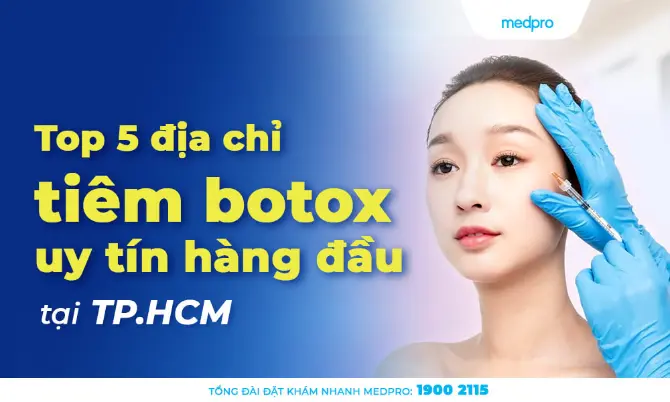 medpro
Top 5 địa chỉ
tiêm botox
uy tín hàng đầu
tại TP.HCM
TỔNG ĐÀI ĐẶT KHÁM NHANH MEDPRO: 1900 2115